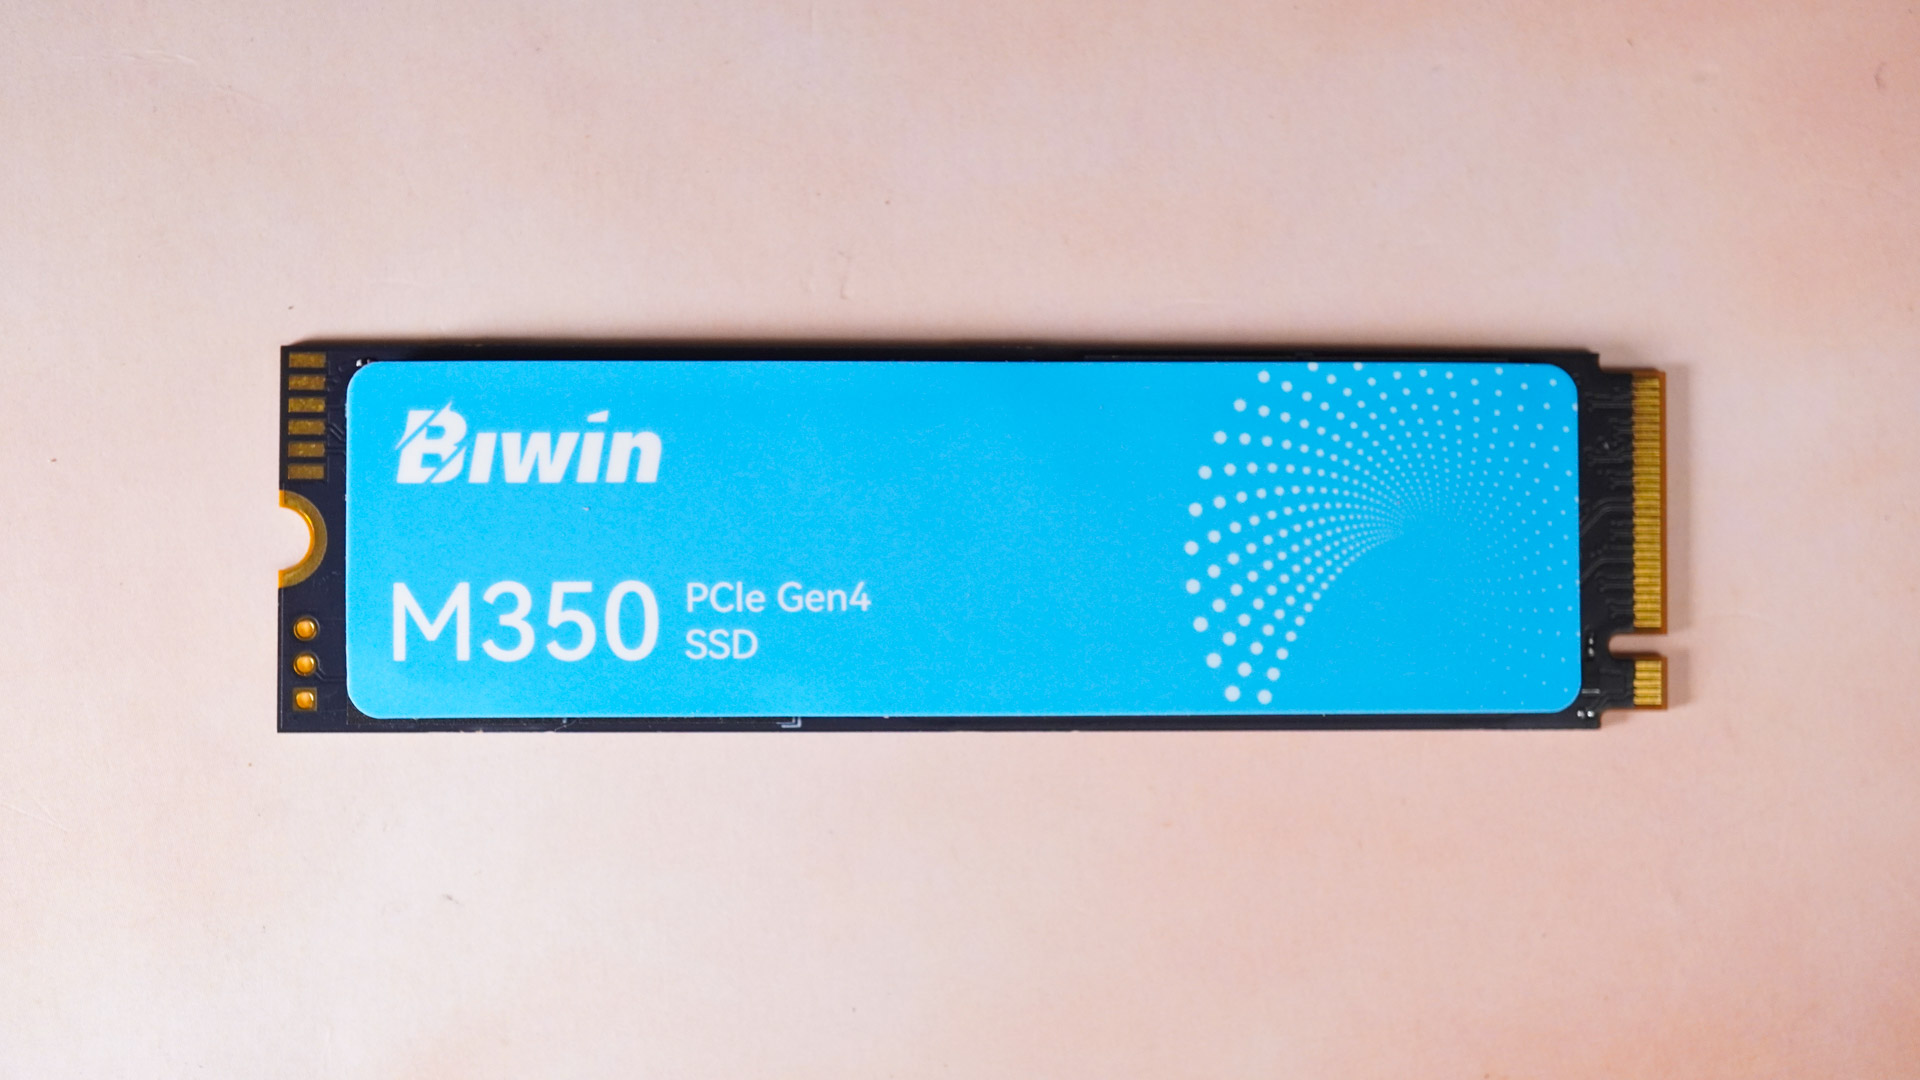 Biwin
M350
PCIe Gen4
SSD